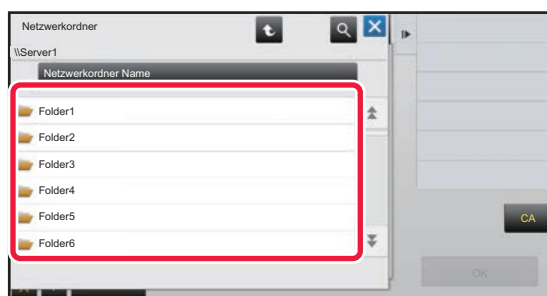 Netzwerkordner
\\Server1
Netzwerkordner Name
Folder1
Folder2
Folder3
Folder4
Folder5
Folder6
CA
OK